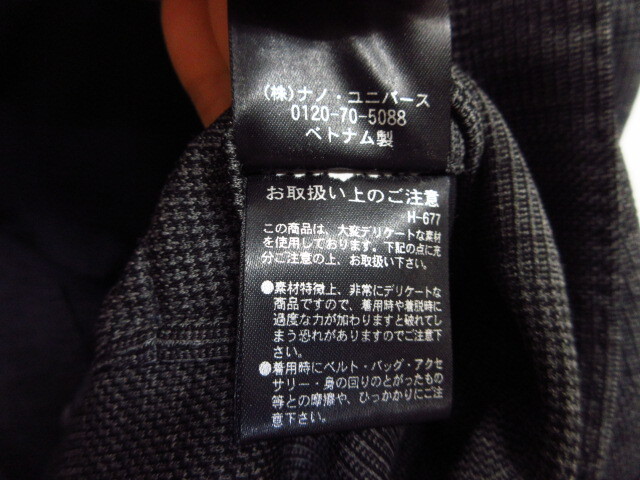 (株)ナノ・ユニバース
0120-70-5088
ベトナム製
お取扱い上のご注意
H-677
この商品は、大変デリケートな素材
を使用しております。下記の点に充
分ご注意の上、お取扱い下さい。
●素材特徴上、非常にデリケートな
商品ですので、着用時や着脱時に
過度な力が加わりますと破れてし
まう恐れがありますのでご注意下
さい。
●着用時にベルト・バッグ・アクセ
サリー・身の回りのとがったもの
等との摩擦や、ひっかかりにご注
意下さい。